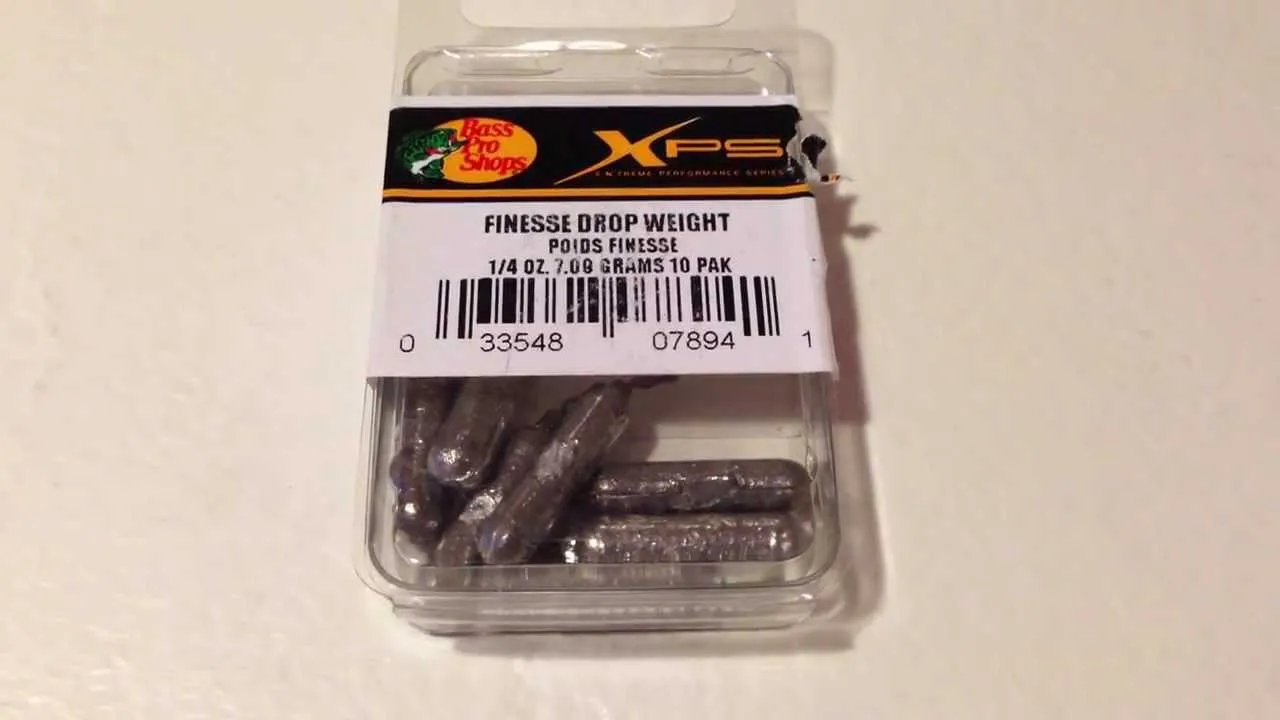 Bass
Pro
Shops
XPS
EXTREME PERFORMANCE SERIES
FINESSE DROP WEIGHT
POIDS FINESSE
1/4 OZ. 7.09 GRAMS 10 PAK
0 33548 07894 1